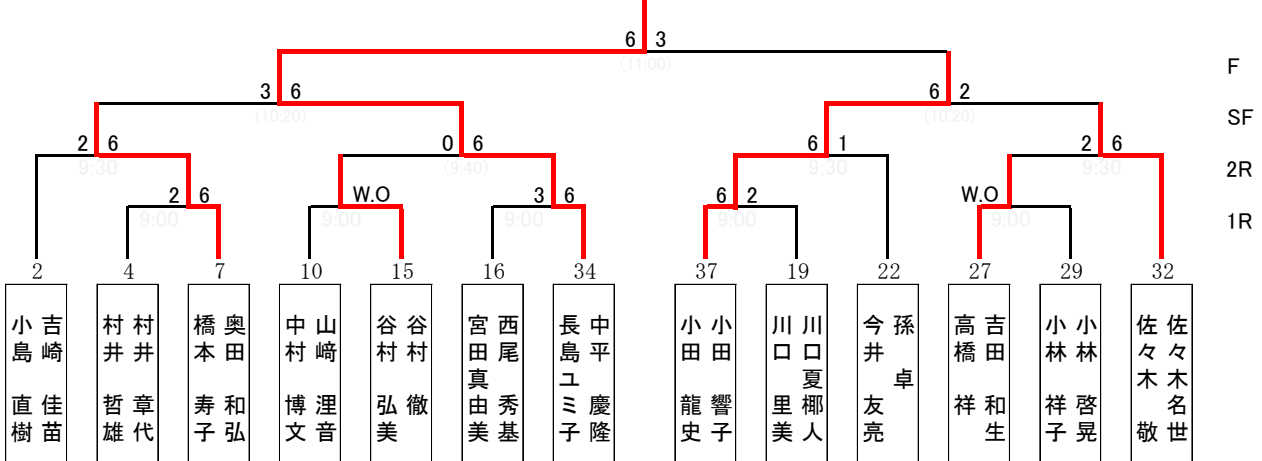 6 3
(11:00)
F
3 6
6 2
(10:20)
(10:20)
SF
2 6
0 6
6 1
2 6
9:30
(9:40)
9:30
9:30
2R
2 6
W.O
3 6
6 2
W.O
9:00
9:00
9:00
9:00
9:00
1R
2
4
7
10
15
16
34
37
19
22
27
29
32
吉崎 佳苗
小島 直樹
村井 章代
村井 哲雄
奥田 和弘
橋本 寿子
山﨑 浬音
中村 博文
谷村 徹
谷村 弘美
西尾 秀基
宮田真由美
中平 慶隆
長島ユミ子
小田 響子
小田 龍史
川口夏椰人
川口 里美
孫 卓
今井 友亮
吉田 和生
高橋 祥
小林 啓晃
小林 祥子
佐々木名世
佐々木 敬